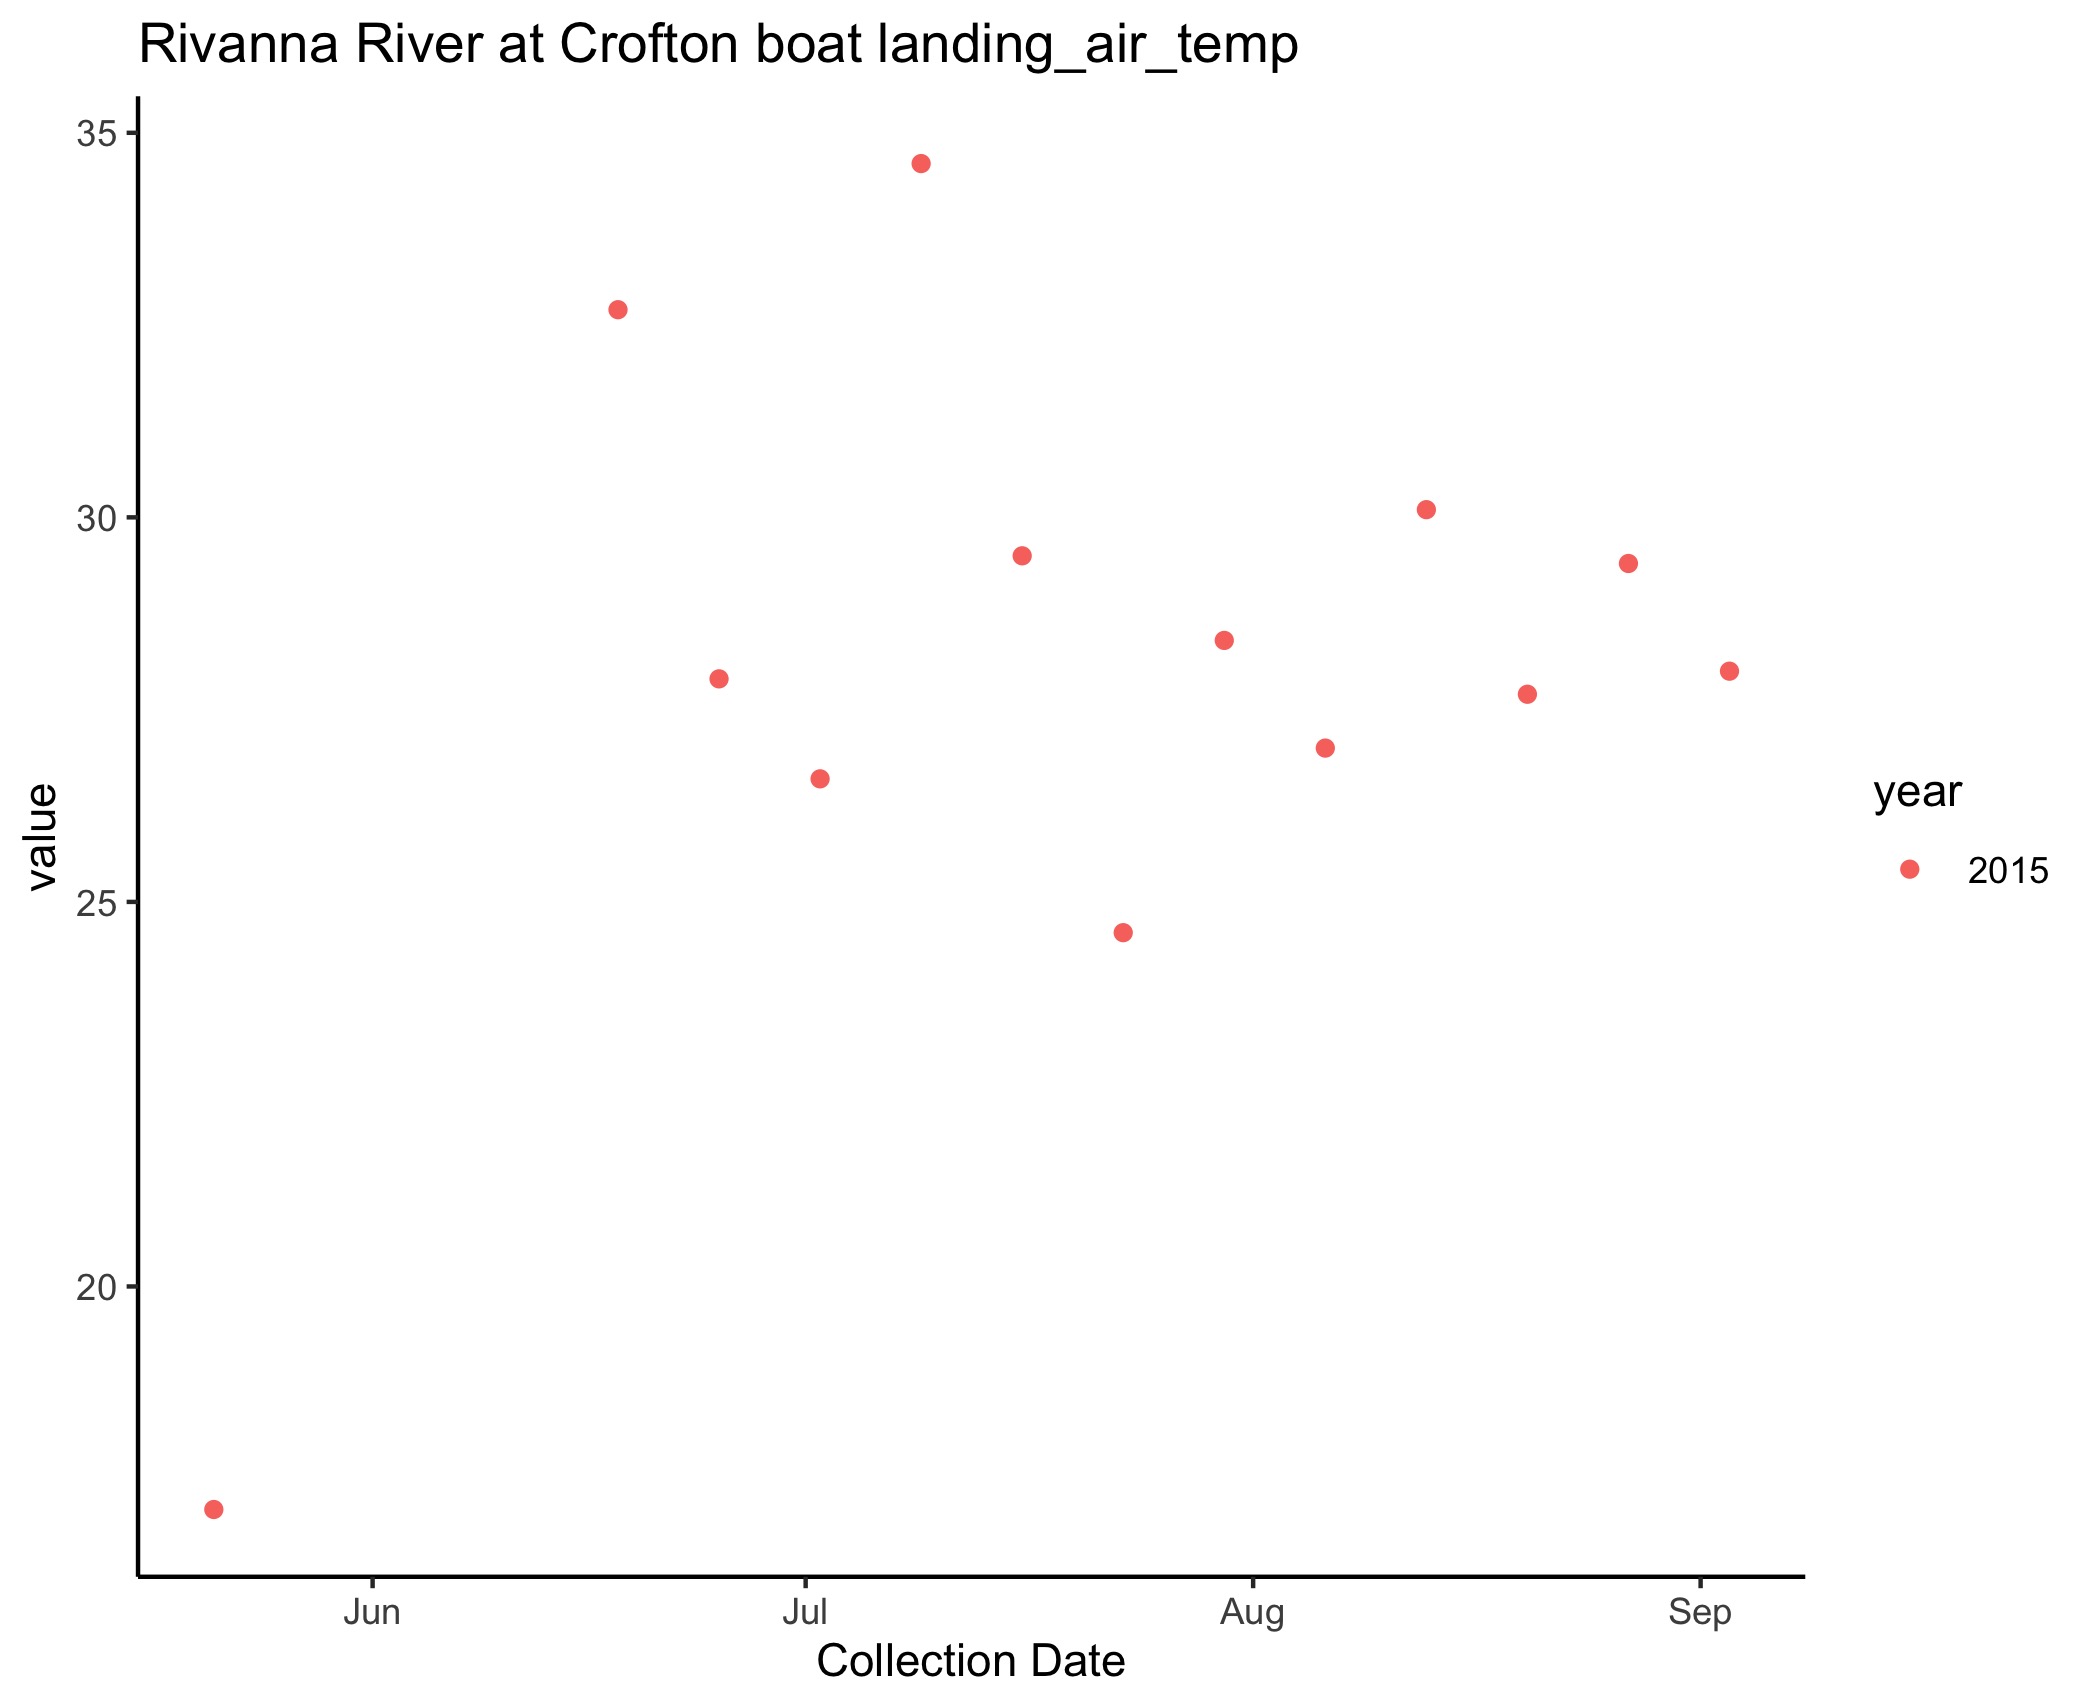 Rivanna River at Crofton boat landing_air_temp
35
30
25
20
value
Jun Jul Aug Sep
Collection Date
year
2015